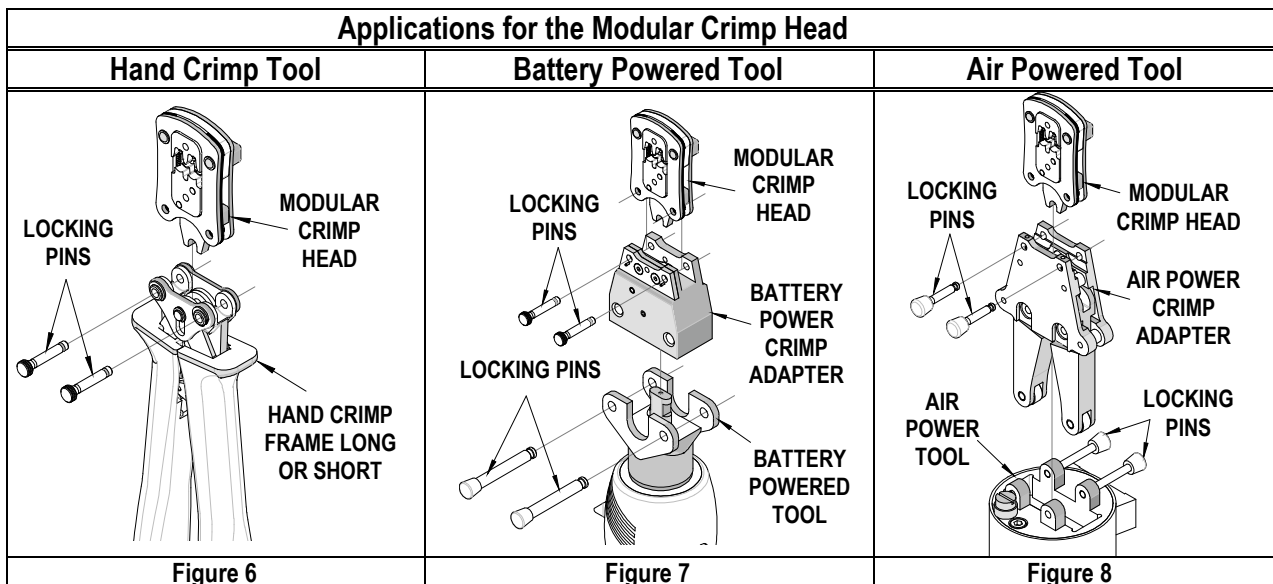 Applications for the Modular Crimp Head
Hand Crimp Tool
Battery Powered Tool
Air Powered Tool
MODULAR
CRIMP
HEAD
LOCKING
PINS
HAND CRIMP
FRAME LONG
OR SHORT
MODULAR
CRIMP
HEAD
LOCKING
PINS
BATTERY
POWER
CRIMP
ADAPTER
LOCKING PINS
BATTERY
POWERED
TOOL
LOCKING
PINS
MODULAR
CRIMP HEAD
AIR POWER
CRIMP
ADAPTER
AIR
POWER
TOOL
LOCKING
PINS
Figure 6
Figure 7
Figure 8